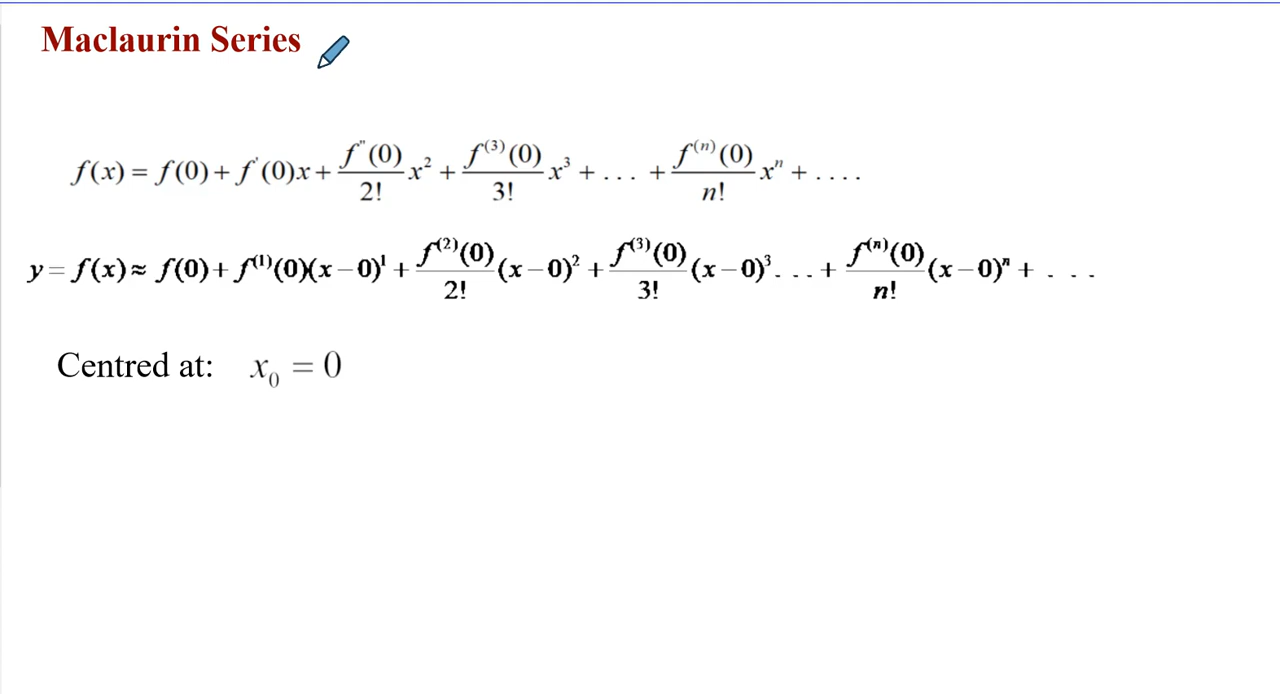 Maclaurin Series
f(x) = f(0) + f'(0)x + f"(0)/2! x² + f⁽³⁾(0)/3! x³ + . . . + f⁽ⁿ⁾(0)/n! xⁿ + . . . .
y = f(x) ≈ f(0) + f⁽¹⁾(0)(x − 0)¹ + f⁽²⁾(0)/2! (x − 0)² + f⁽³⁾(0)/3! (x − 0)³ . . . + f⁽ⁿ⁾(0)/n! (x − 0)ⁿ + . . .
Centred at: x₀ = 0